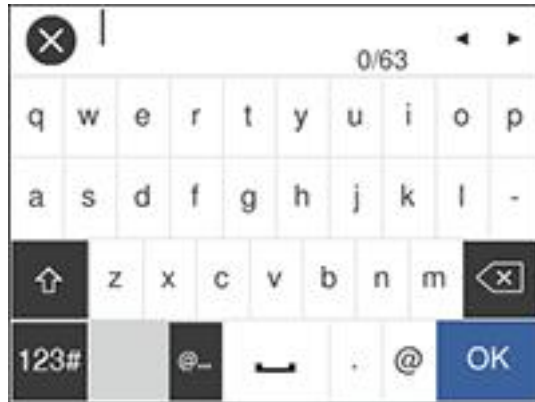 0/63
q w e r t y u i o p
a s d f g h j k l -
z x c v b n m
123# @... . @ OK